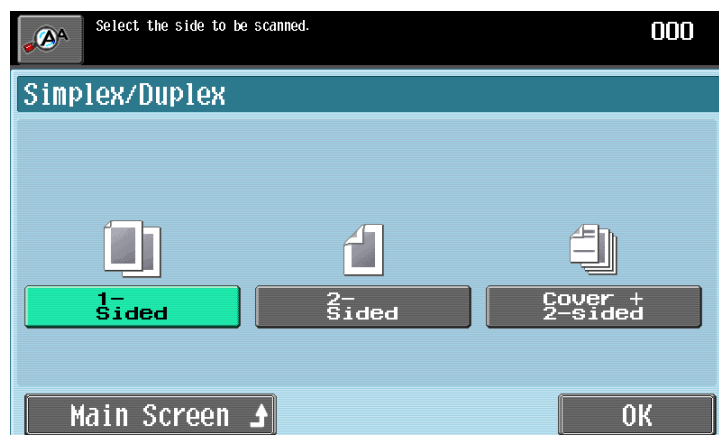 AA
Select the side to be scanned.
000
Simplex/Duplex
1-
Sided
2-
Sided
Cover +
2-sided
Main Screen
OK